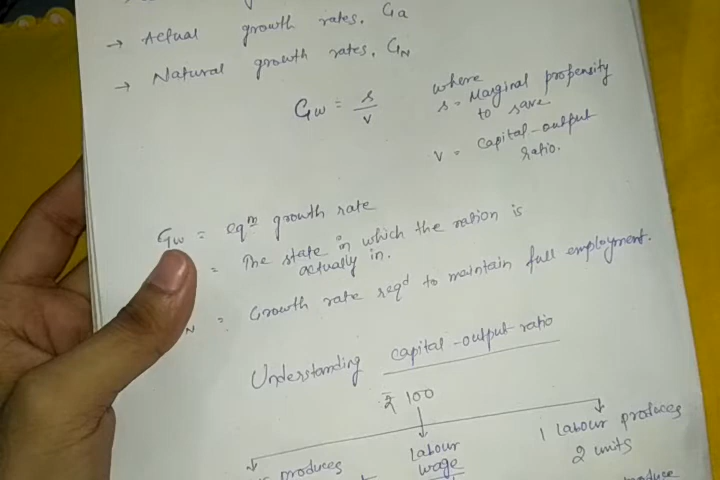 → Actual growth rates, Ga
→ Natural growth rates, GN
Gw = s/v
where
s = Marginal propensity
to save
v = Capital-output
ratio.
Gw = eqm growth rate
= The state in which the nation is
actually in.
N = Growth rate reqd to maintain full employment.
Understanding capital-output-ratio
₹ 100
produces
Labour
wage
1 Labour produces
2 units